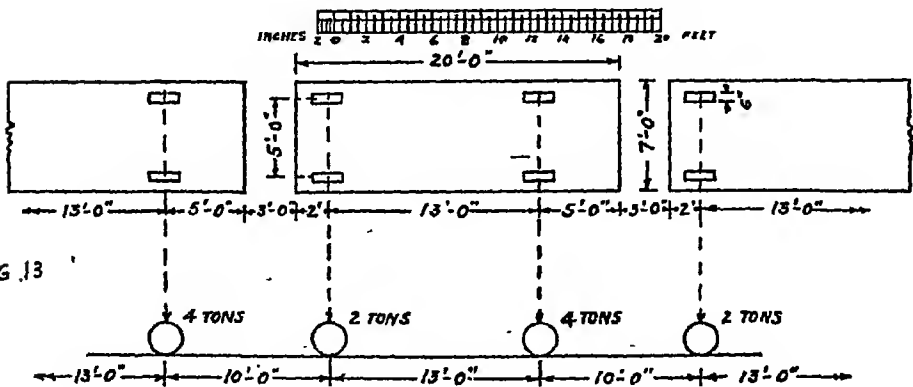 INCHES 2 0 2 4 6 8 10 12 14 16 18 20 FEET
20'-0"
5'-0"
7'-0"
6"
13'-0" 5'-0" 3'-0" 2' 13'-0" 5'-0" 3'-0" 2' 13'-0"
G.13
4 TONS 2 TONS 4 TONS 2 TONS
13'-0" 10'-0" 13'-0" 10'-0" 13'-0"